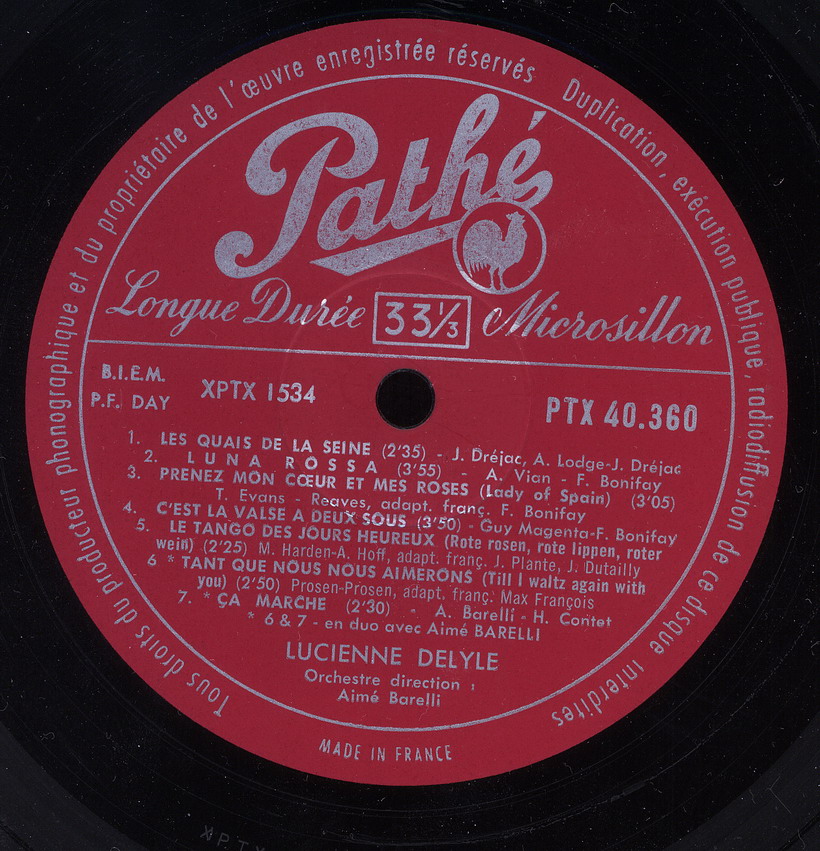 Tous droits du producteur phonographique et du propriétaire de l'œuvre enregistrée réservés Duplication, exécution publique, radiodiffusion de ce disque interdites
Pathé
Longue Durée 33⅓ Microsillon
B.I.E.M.
P.F. DAY
XPTX 1534
PTX 40.360
1. LES QUAIS DE LA SEINE (2'35) - J. Dréjac, A. Lodge-J. Dréjac
2. LUNA ROSSA (3'55) - A. Vian - F. Bonifay
3. PRENEZ MON CŒUR ET MES ROSES (Lady of Spain) (3'05)
T. Evans - Reaves, adapt. franç. F. Bonifay
4. C'EST LA VALSE A DEUX SOUS (3'50) - Guy Magenta-F. Bonifay
5. LE TANGO DES JOURS HEUREUX (Rote rosen, rote lippen, roter
wein) (2'25) M. Harden-A. Hoff, adapt. franç. J. Plante, J. Dutailly
6 * TANT QUE NOUS NOUS AIMERONS (Till I waltz again with
you) (2'50) Prosen-Prosen, adapt. franç. Max François
7. * ÇA MARCHE (2'30) - A. Barelli - H. Contet
* 6 & 7 - en duo avec Aimé BARELLI
LUCIENNE DELYLE
Orchestre direction :
Aimé Barelli
MADE IN FRANCE
XPTX